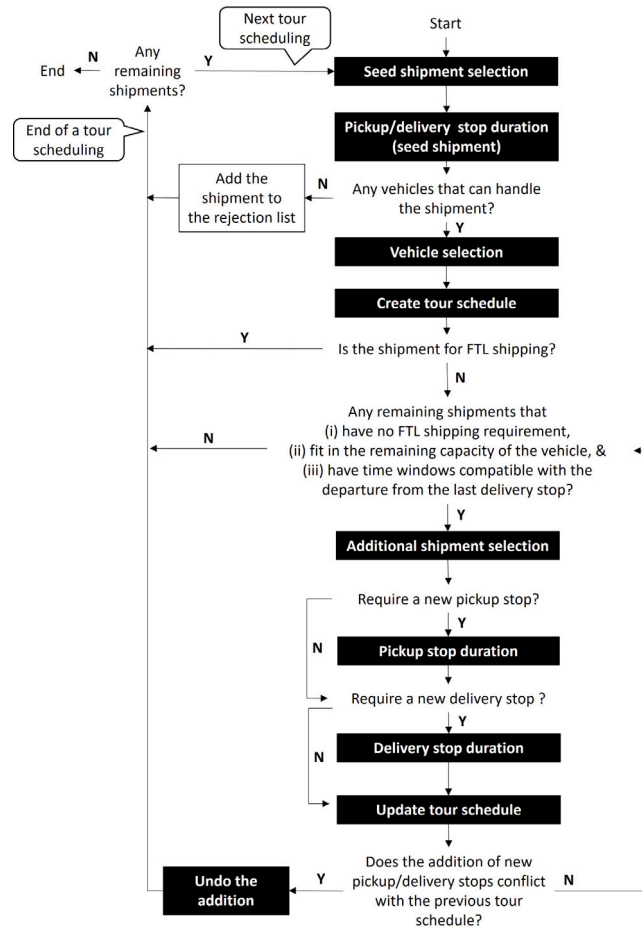 Next tour
scheduling
Start
N
Any
remaining
shipments?
Y
End
Seed shipment selection
End of a tour
scheduling
Pickup/delivery stop duration
(seed shipment)
Add the
shipment to
the rejection list
N
Any vehicles that can handle
the shipment?
Y
Vehicle selection
Create tour schedule
Y
Is the shipment for FTL shipping?
N
Any remaining shipments that
(i) have no FTL shipping requirement,
(ii) fit in the remaining capacity of the vehicle, &
(iii) have time windows compatible with the
departure from the last delivery stop?
N
Y
Additional shipment selection
Require a new pickup stop?
Y
N
Pickup stop duration
Require a new delivery stop ?
Y
N
Delivery stop duration
Update tour schedule
Does the addition of new
pickup/delivery stops conflict
with the previous tour
schedule?
Y
N
Undo the
addition